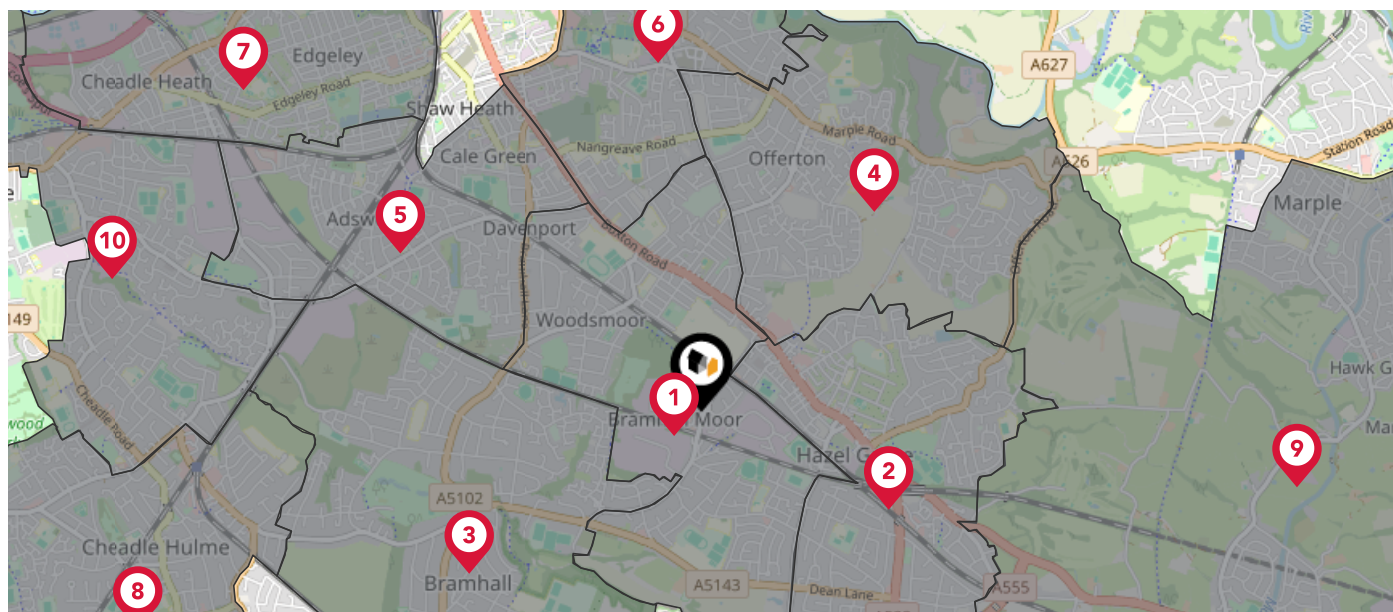 6
7
Edgeley
A627
Cheadle Heath
Edgeley Road
Shaw Heath
Marple Road
Station Road
Nangreave Road
Cale Green
Offerton
A626
4
Marple
5
Davenport
10
Buxton Road
149
Woodsmoor
1
Hawk G
Cheadle Road
Bramhall Moor
Hazel Grove
9
2
A5102
3
Cheadle Hulme
Bramhall
A5143
A555
Dean Lane
8